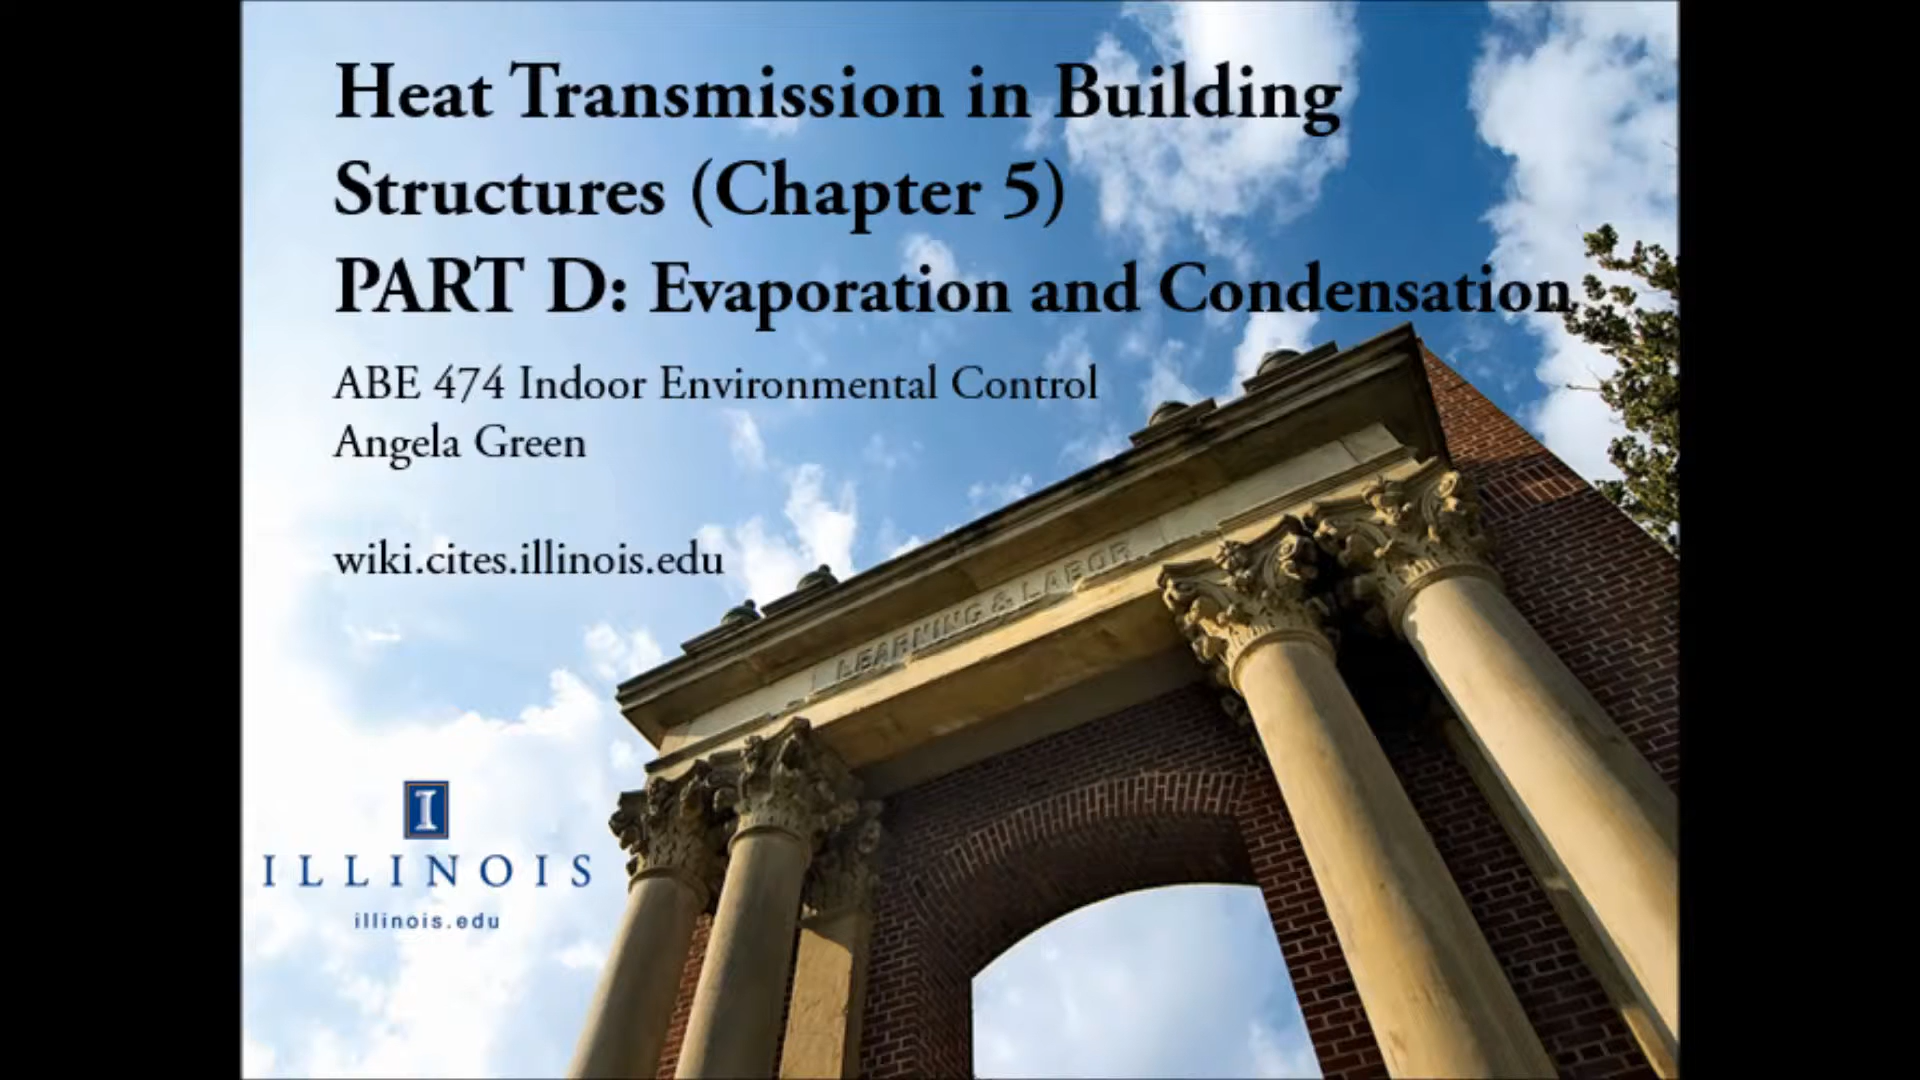 Heat Transmission in Building
Structures (Chapter 5)
PART D: Evaporation and Condensation
ABE 474 Indoor Environmental Control
Angela Green
wiki.cites.illinois.edu
LEARNING & LABOR
I
ILLINOIS
illinois.edu